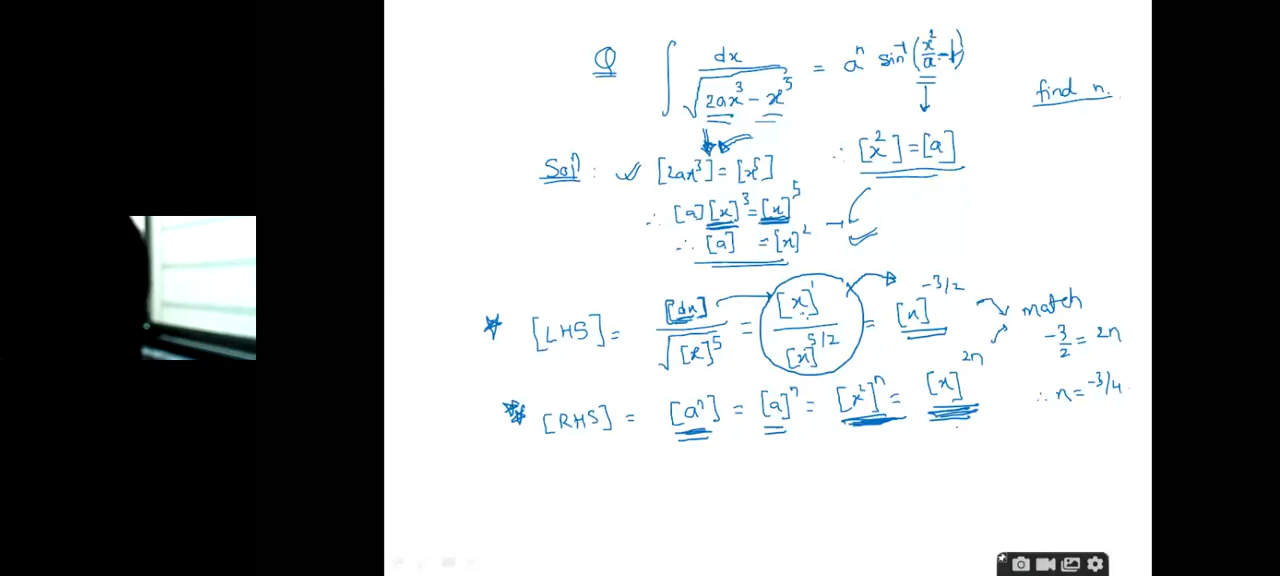 Q ∫ dx / √(2ax³ - x⁵) = aⁿ sin⁻¹ (x²/a - 1)
find n.
∴ [x²] = [a]
Solⁿ : ✓ [2ax³] = [x⁵]
∴ [a] [x]³ = [x]⁵
∴ [a] = [x]²
[LHS] = [dx] / √[x]⁵ = [x]¹ / [x]^5/2 = [x]^-3/2
match
-3/2 = 2n
∴ n = -3/4.
[RHS] = [aⁿ] = [a]ⁿ = [x²]ⁿ = [x]^2n